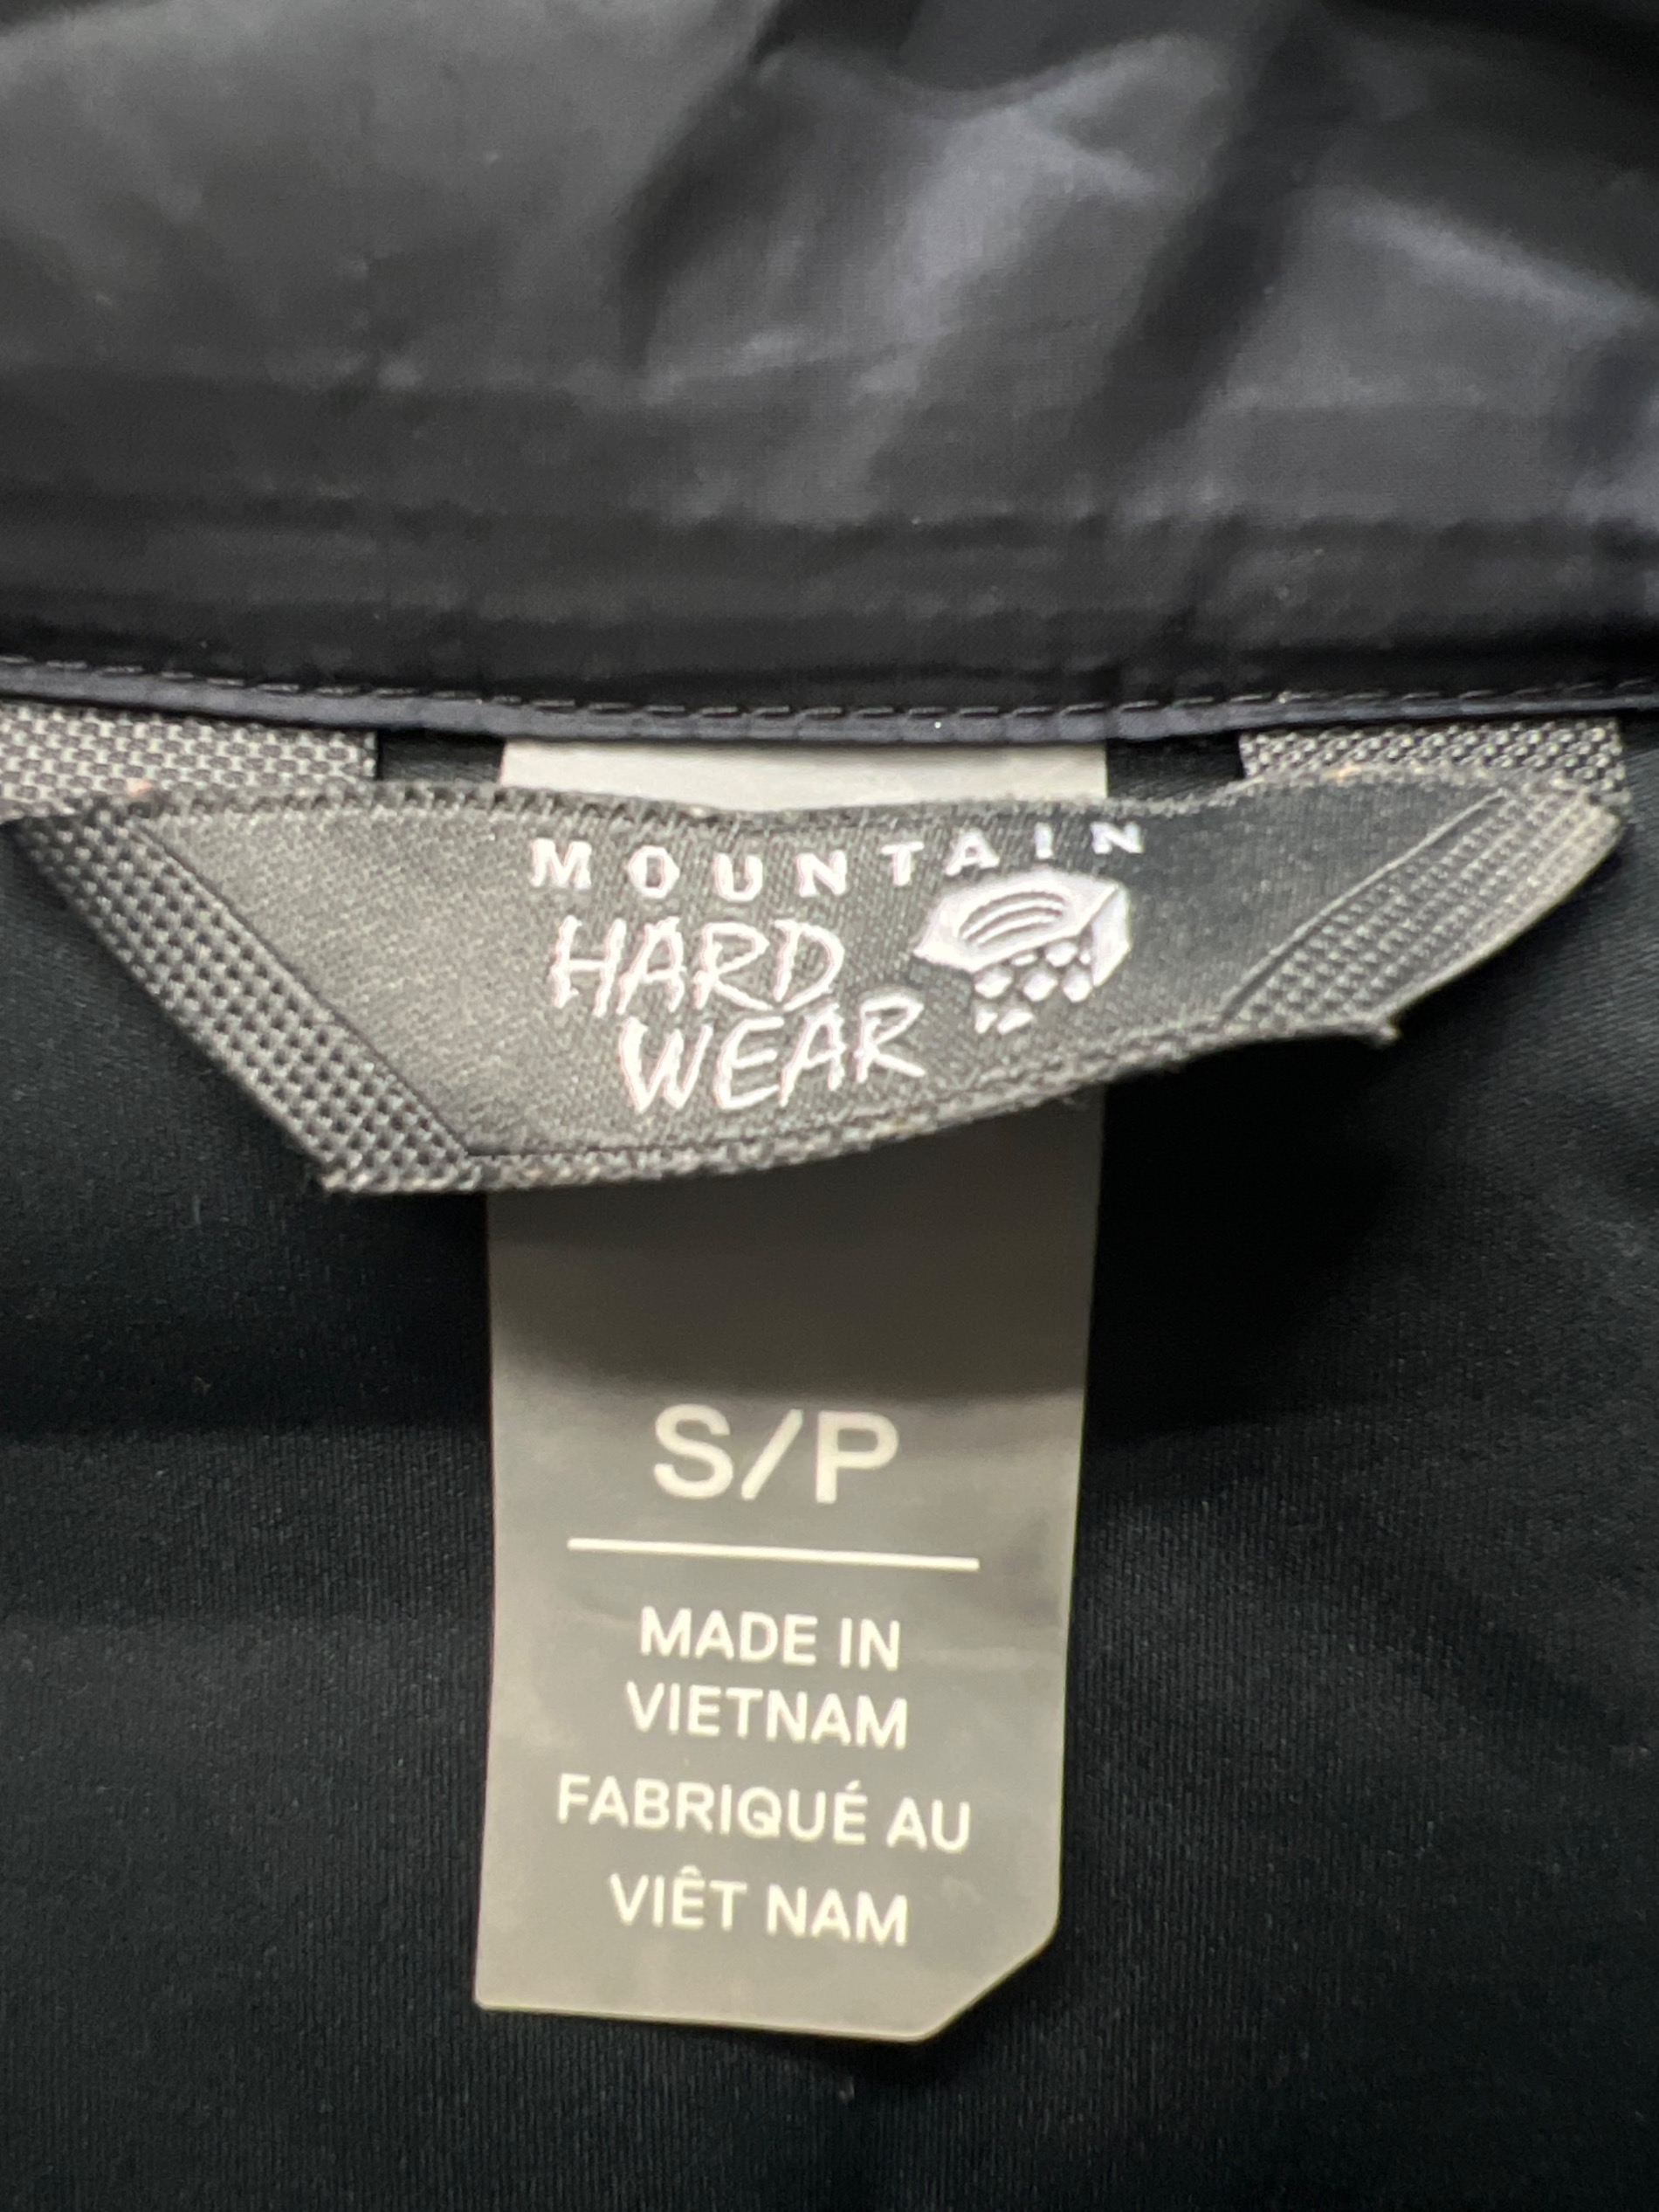 MOUNTAIN
HARD
WEAR
S/P
MADE IN
VIETNAM
FABRIQUÉ AU
VIÊT NAM